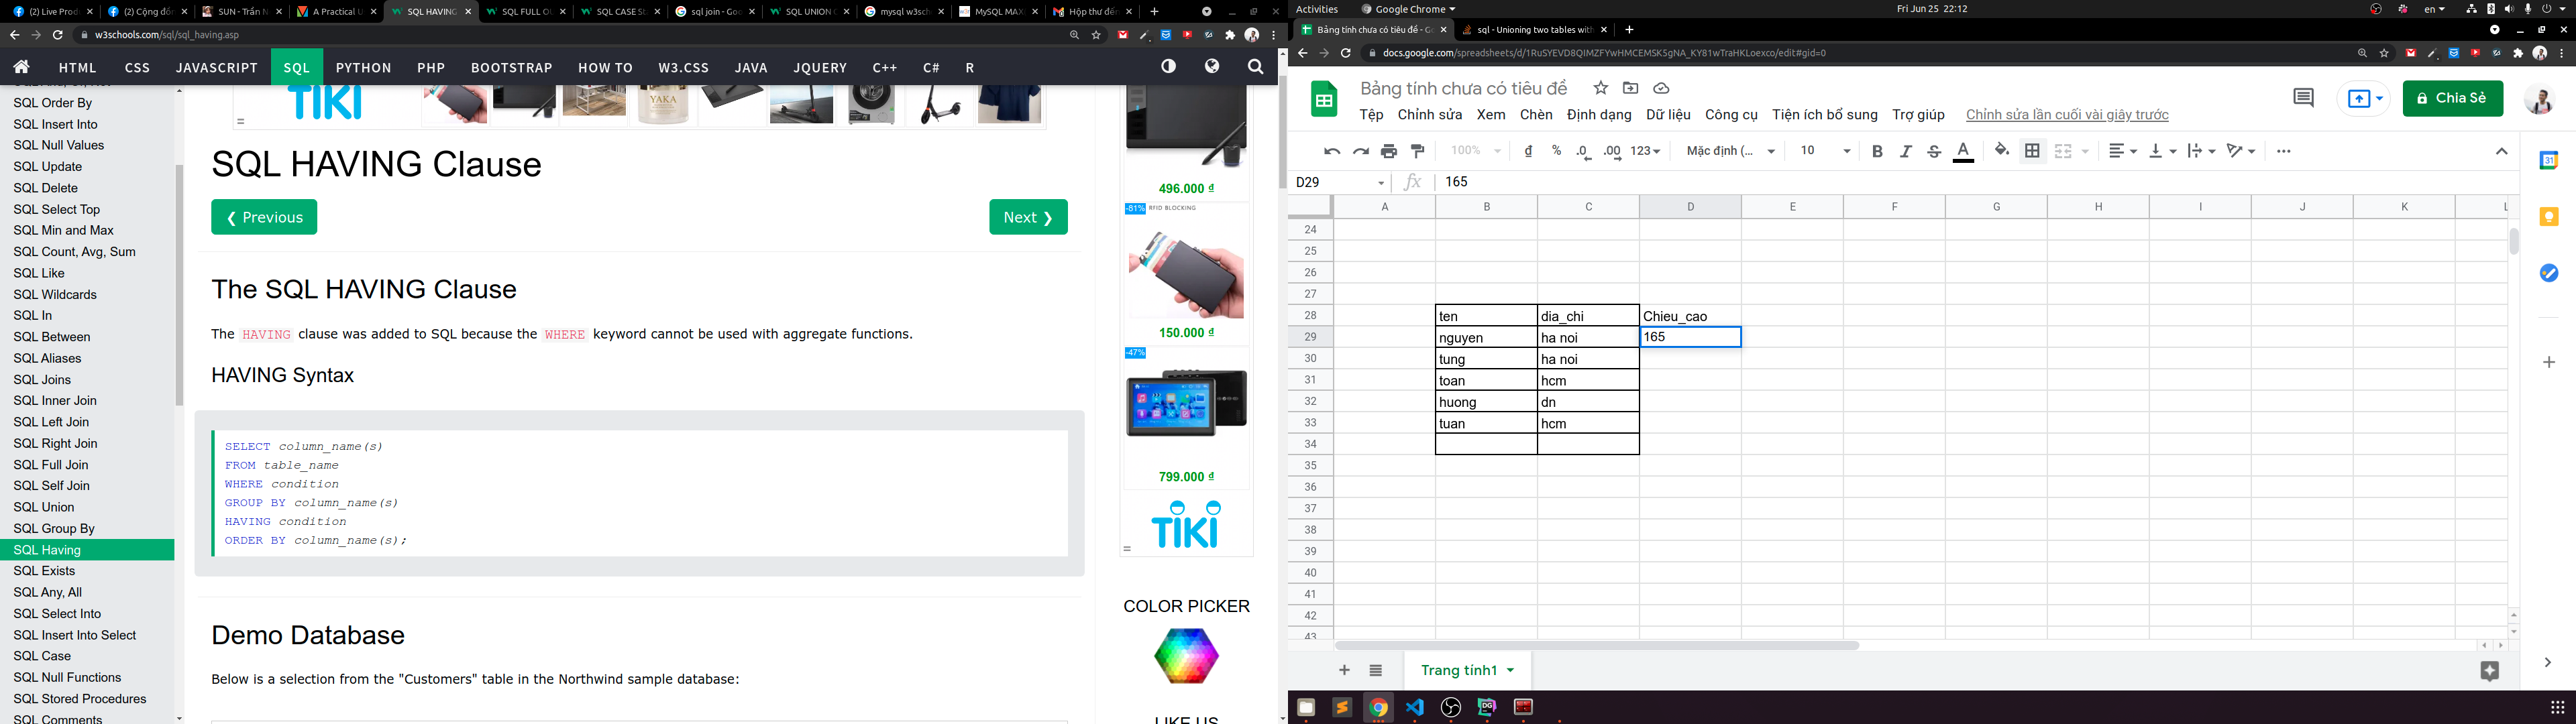 (2) Live Prod
(2) Cộng đồn
SUN - Trần N
A Practical U
SQL HAVING
SQL FULL OU
SQL CASE Sta
sql join - Goo
SQL UNION O
mysql w3sch
MySQL MAX
Hộp thư đến
w3schools.com/sql/sql_having.asp
HTML CSS JAVASCRIPT SQL PYTHON PHP BOOTSTRAP HOW TO W3.CSS JAVA JQUERY C++ C# R
SQL Order By
SQL Insert Into
SQL Null Values
SQL Update
SQL Delete
SQL Select Top
SQL Min and Max
SQL Count, Avg, Sum
SQL Like
SQL Wildcards
SQL In
SQL Between
SQL Aliases
SQL Joins
SQL Inner Join
SQL Left Join
SQL Right Join
SQL Full Join
SQL Self Join
SQL Union
SQL Group By
SQL Having
SQL Exists
SQL Any, All
SQL Select Into
SQL Insert Into Select
SQL Case
SQL Null Functions
SQL Stored Procedures
SQL Comments
TIKI
YAKA
SQL HAVING Clause
❮ Previous
Next ❯
The SQL HAVING Clause
The HAVING clause was added to SQL because the WHERE keyword cannot be used with aggregate functions.
HAVING Syntax
SELECT column_name(s)
FROM table_name
WHERE condition
GROUP BY column_name(s)
HAVING condition
ORDER BY column_name(s);
Demo Database
Below is a selection from the "Customers" table in the Northwind sample database:
496.000 ₫
-81%
RFID BLOCKING
150.000 ₫
-47%
799.000 ₫
TIKI
COLOR PICKER
LIKE US
Activities
Google Chrome
Fri Jun 25 22:12
en
Bảng tính chưa có tiêu đề - Go
sql - Unioning two tables with
docs.google.com/spreadsheets/d/1RuSYEVD8QIMZFYwHMCEMSK5gNA_KY81wTraHKLoexco/edit#gid=0
Bảng tính chưa có tiêu đề
Tệp Chỉnh sửa Xem Chèn Định dạng Dữ liệu Công cụ Tiện ích bổ sung Trợ giúp Chỉnh sửa lần cuối vài giây trước
Chia Sẻ
100% ₫ % .0 .00 123 Mặc định (... 10 B I S A
D29 fx 165
A B C D E F G H I J K L
24
25
26
27
28 ten dia_chi Chieu_cao
29 nguyen ha noi 165
30 tung ha noi
31 toan hcm
32 huong dn
33 tuan hcm
34
35
36
37
38
39
40
41
42
43
Trang tính1
31
DG